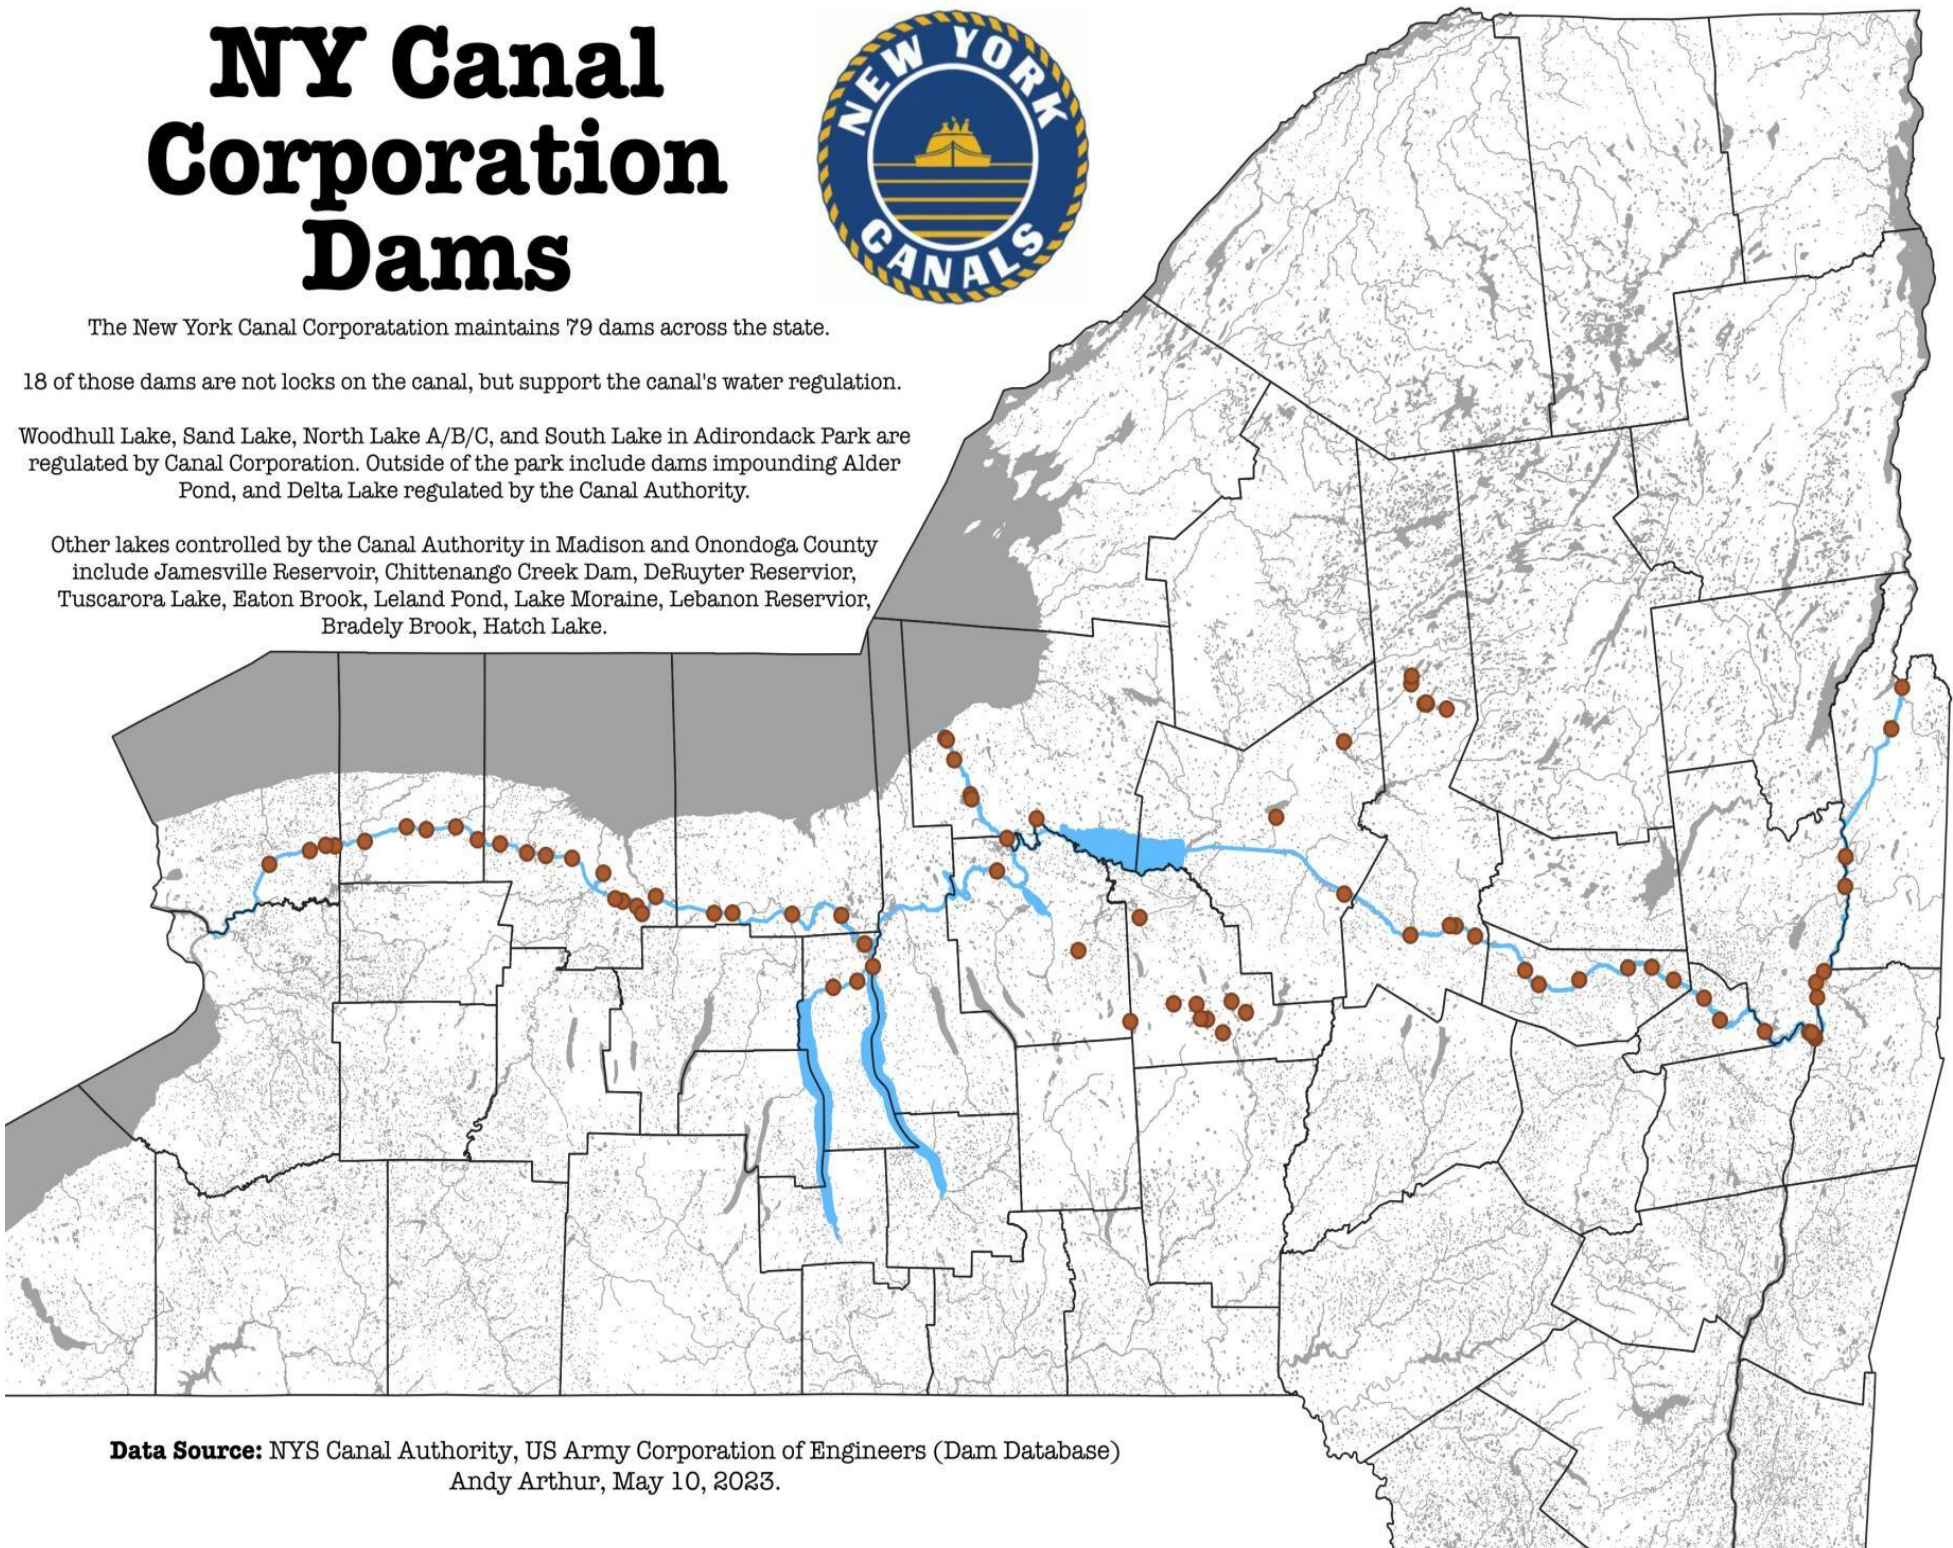 NY Canal
Corporation
Dams
NEW YORK
CANALS
The New York Canal Corporatation maintains 79 dams across the state.
18 of those dams are not locks on the canal, but support the canal's water regulation.
Woodhull Lake, Sand Lake, North Lake A/B/C, and South Lake in Adirondack Park are
regulated by Canal Corporation. Outside of the park include dams impounding Alder
Pond, and Delta Lake regulated by the Canal Authority.
Other lakes controlled by the Canal Authority in Madison and Onondoga County
include Jamesville Reservoir, Chittenango Creek Dam, DeRuyter Reservior,
Tuscarora Lake, Eaton Brook, Leland Pond, Lake Moraine, Lebanon Reservior,
Bradely Brook, Hatch Lake.
Data Source: NYS Canal Authority, US Army Corporation of Engineers (Dam Database)
Andy Arthur, May 10, 2023.